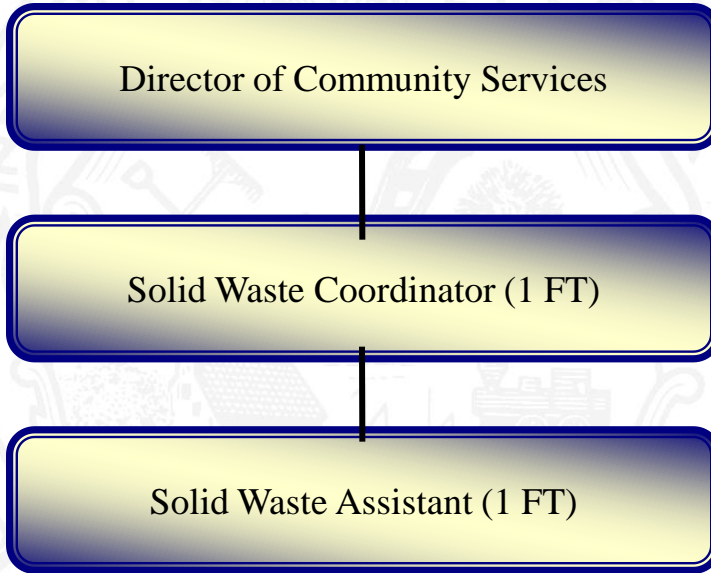 Director of Community Services
Solid Waste Coordinator (1 FT)
Solid Waste Assistant (1 FT)